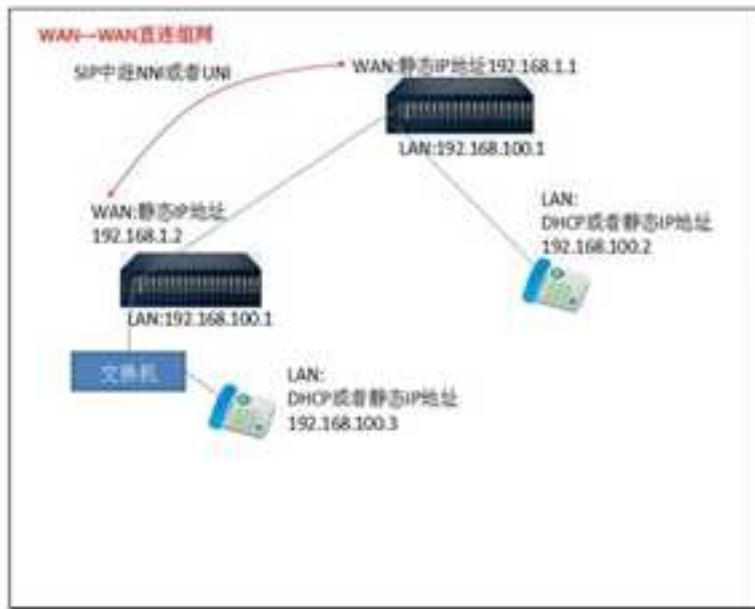 WAN—WAN直连组网
SIP中继NNI或者UNI
WAN:静态IP地址192.168.1.1
LAN:192.168.100.1
WAN:静态IP地址
192.168.1.2
LAN:
DHCP或者静态IP地址
192.168.100.2
LAN:192.168.100.1
交换机
LAN:
DHCP或者静态IP地址
192.168.100.3